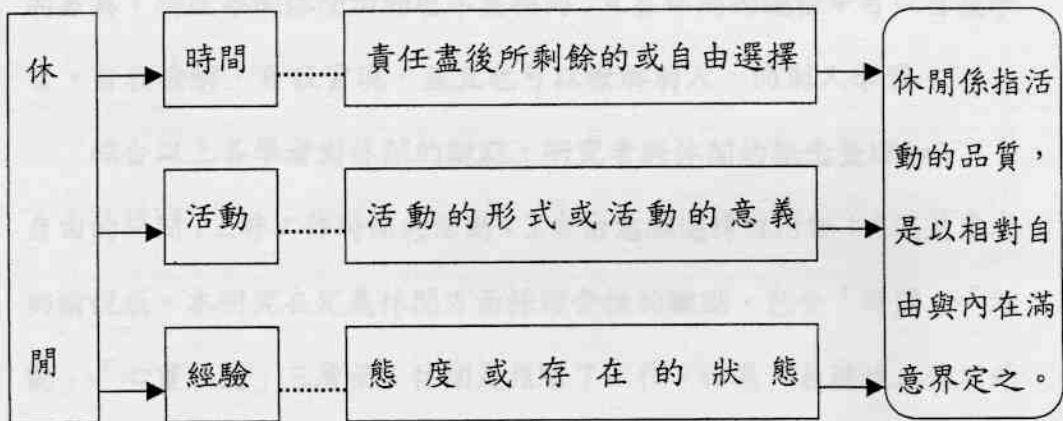 休閒
時間
責任盡後所剩餘的或自由選擇
活動
活動的形式或活動的意義
經驗
態度或存在的狀態
休閒係指活
動的品質，
是以相對自
由與內在滿
意界定之。